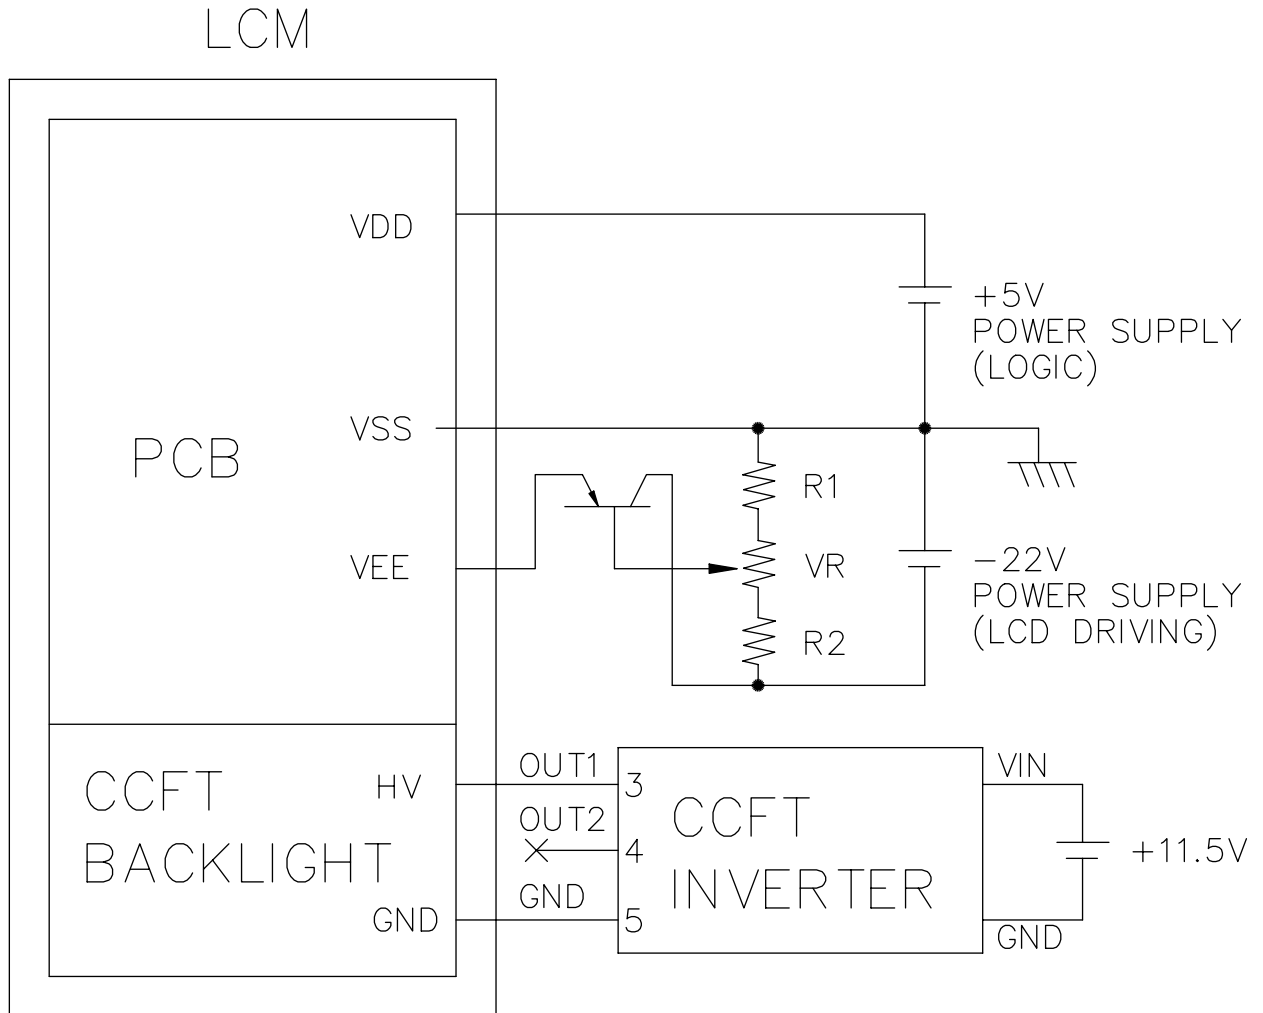 LCM
VDD
+5V
POWER SUPPLY
(LOGIC)
VSS
PCB
R1
VEE
VR
-22V
POWER SUPPLY
(LCD DRIVING)
R2
CCFT
BACKLIGHT
HV
GND
OUT1
OUT2
GND
3
4
5
CCFT
INVERTER
VIN
+11.5V
GND